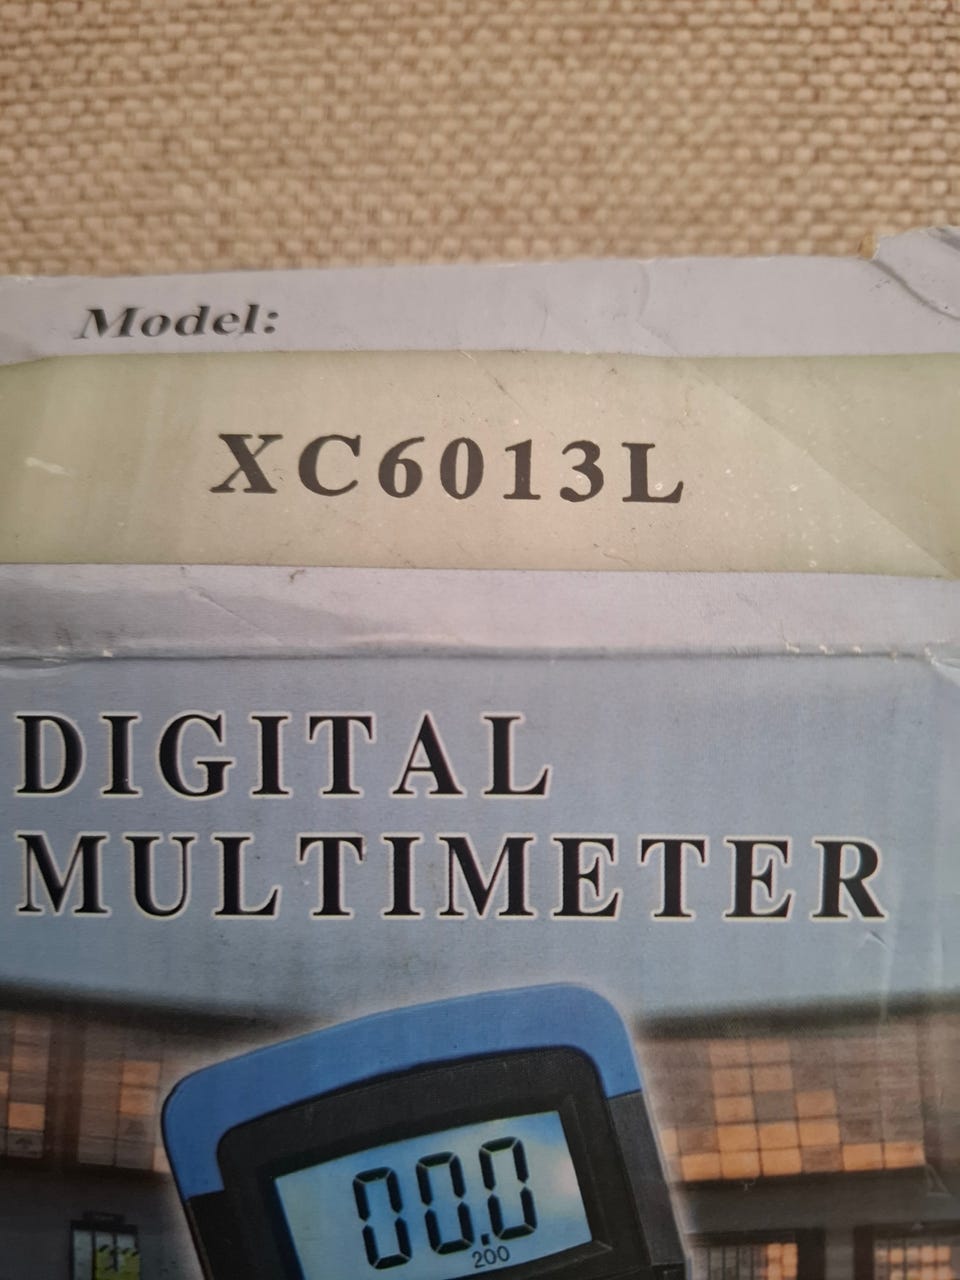 Model:
XC6013L
DIGITAL
MULTIMETER
00.0
200